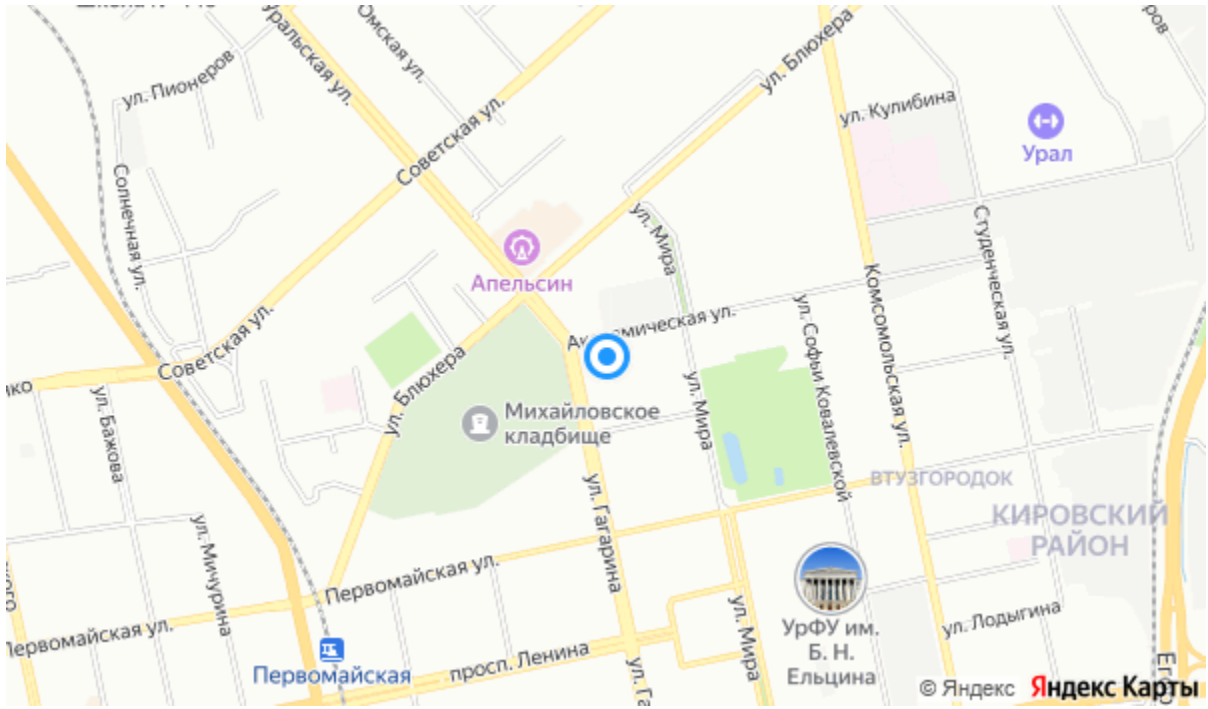 Уральская ул.
Омская ул.
ул. Блюхера
ул. Пионеров
ул. Кулибина
Советская ул.
Урал
Солнечная ул.
ул. Мира
Студенческая ул.
Апельсин
Комсомольская ул.
ул. Софьи Ковалевской
Советская ул.
ул. Блюхера
ул. Мира
ул. Бажова
Михайловское
кладбище
ВТУЗГОРОДОК
ул. Гагарина
КИРОВСКИЙ
РАЙОН
ул. Мичурина
Первомайская ул.
ул. Мира
ул. Лодыгина
Первомайская ул.
УрФУ им.
Б. Н.
Ельцина
просп. Ленина
Первомайская
© Яндекс Яндекс Карты